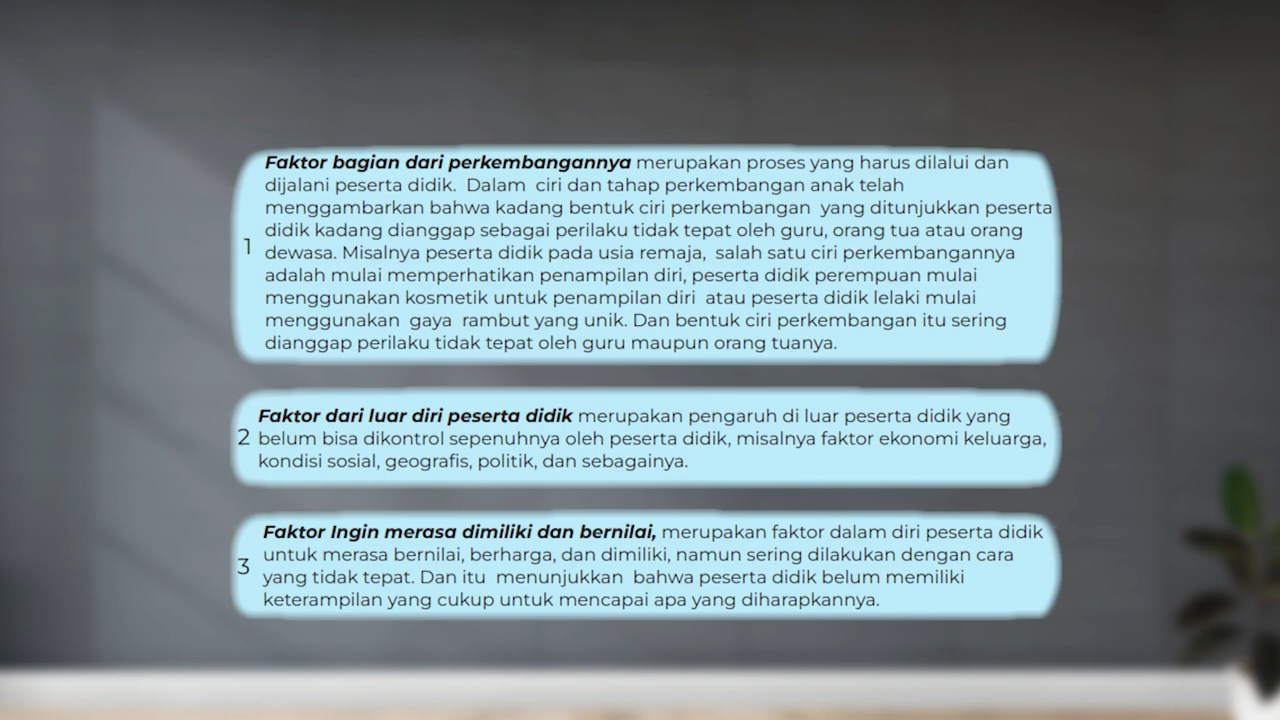 Faktor bagian dari perkembangannya merupakan proses yang harus dilalui dan
dijalani peserta didik. Dalam ciri dan tahap perkembangan anak telah
menggambarkan bahwa kadang bentuk ciri perkembangan yang ditunjukkan peserta
didik kadang dianggap sebagai perilaku tidak tepat oleh guru, orang tua atau orang
1 dewasa. Misalnya peserta didik pada usia remaja, salah satu ciri perkembangannya
adalah mulai memperhatikan penampilan diri, peserta didik perempuan mulai
menggunakan kosmetik untuk penampilan diri atau peserta didik lelaki mulai
menggunakan gaya rambut yang unik. Dan bentuk ciri perkembangan itu sering
dianggap perilaku tidak tepat oleh guru maupun orang tuanya.
Faktor dari luar diri peserta didik merupakan pengaruh di luar peserta didik yang
2 belum bisa dikontrol sepenuhnya oleh peserta didik, misalnya faktor ekonomi keluarga,
kondisi sosial, geografis, politik, dan sebagainya.
Faktor Ingin merasa dimiliki dan bernilai, merupakan faktor dalam diri peserta didik
untuk merasa bernilai, berharga, dan dimiliki, namun sering dilakukan dengan cara
3 yang tidak tepat. Dan itu menunjukkan bahwa peserta didik belum memiliki
keterampilan yang cukup untuk mencapai apa yang diharapkannya.